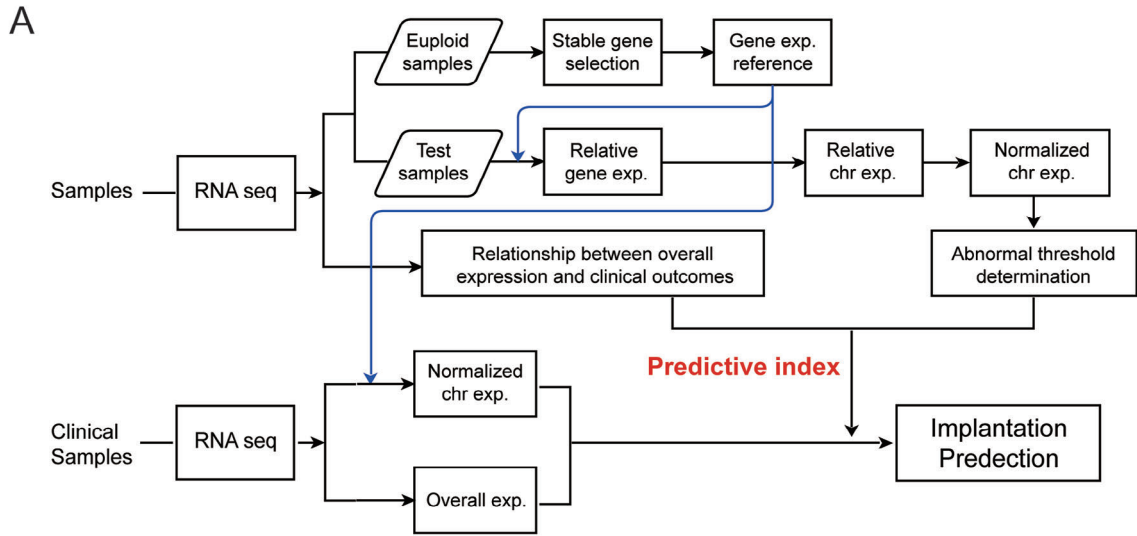 A
Euploid
samples
Stable gene
selection
Gene exp.
reference
Samples
RNA seq
Test
samples
Relative
gene exp.
Relative
chr exp.
Normalized
chr exp.
Relationship between overall
expression and clinical outcomes
Abnormal threshold
determination
Predictive index
Clinical
Samples
RNA seq
Normalized
chr exp.
Overall exp.
Implantation
Predection